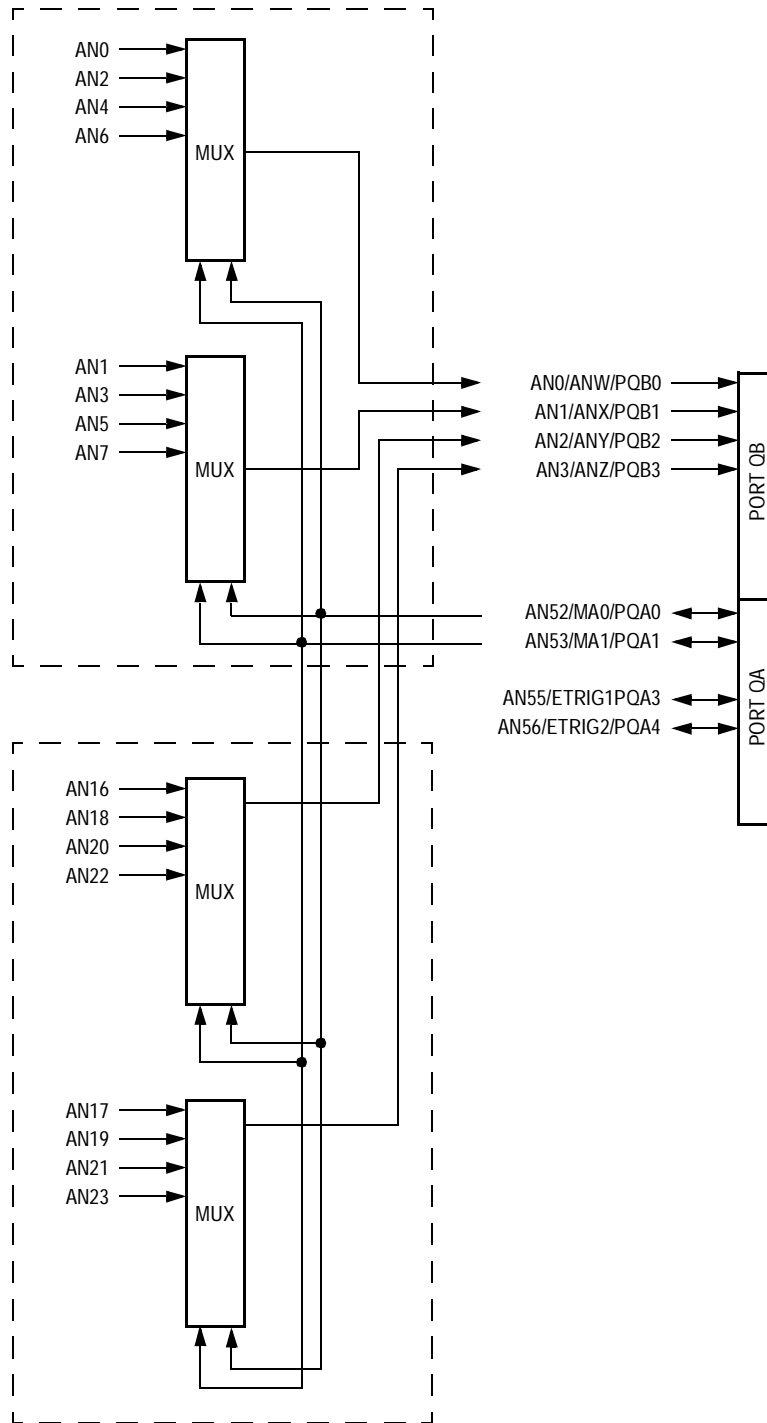 AN0
AN2
AN4
AN6
MUX
AN1
AN3
AN5
AN7
MUX
AN0/ANW/PQB0
AN1/ANX/PQB1
AN2/ANY/PQB2
AN3/ANZ/PQB3
PORT QB
AN52/MA0/PQA0
AN53/MA1/PQA1
AN55/ETRIG1PQA3
AN56/ETRIG2/PQA4
PORT QA
AN16
AN18
AN20
AN22
MUX
AN17
AN19
AN21
AN23
MUX